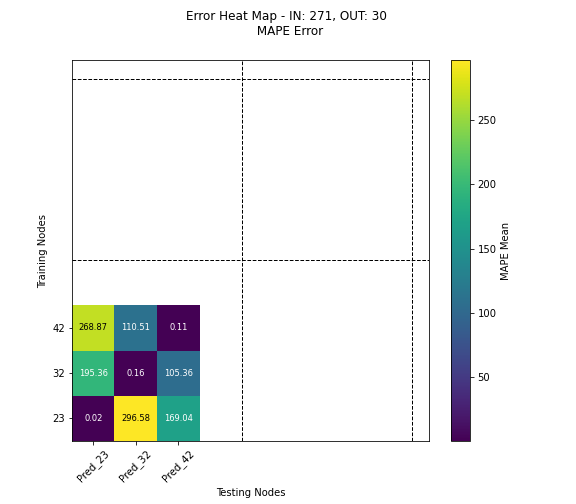 Error Heat Map - IN: 271, OUT: 30
MAPE Error
250
200
150
100
50
MAPE Mean
Training Nodes
42
268.87 110.51 0.11
32
195.36 0.16 105.36
23
0.02 296.58 169.04
Pred_23 Pred_32 Pred_42
Testing Nodes